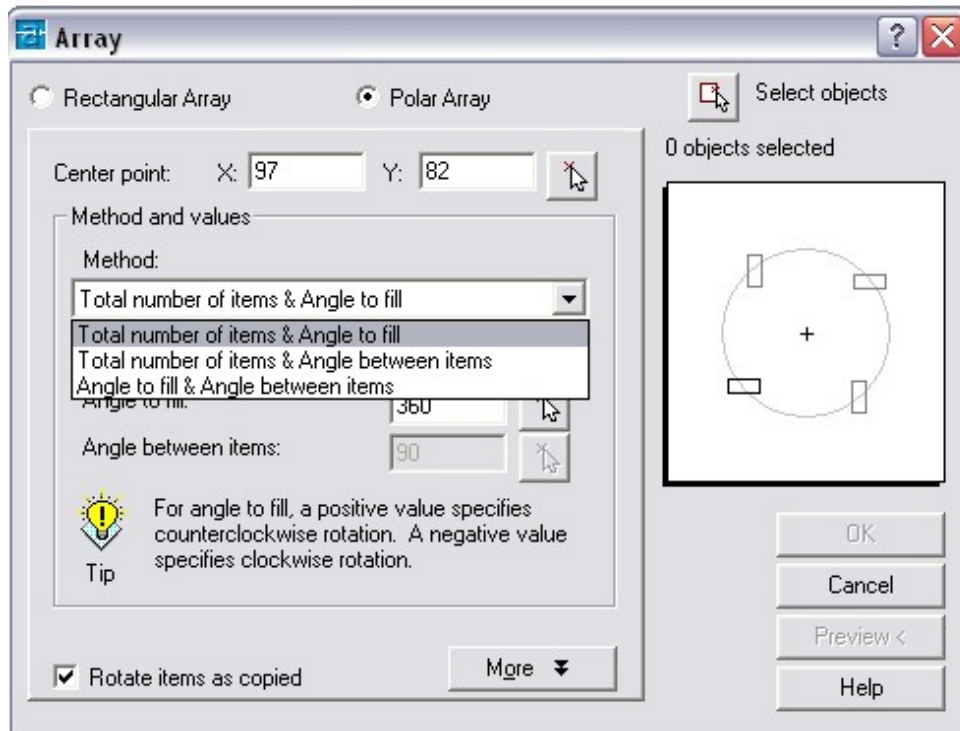 Array
Rectangular Array
Polar Array
Select objects
0 objects selected
Center point: X: 97 Y: 82
Method and values
Method:
Total number of items & Angle to fill
Total number of items & Angle to fill
Total number of items & Angle between items
Angle to fill & Angle between items
Angle to fill: 360
Angle between items: 90
For angle to fill, a positive value specifies
counterclockwise rotation. A negative value
specifies clockwise rotation.
Tip
Rotate items as copied
More
OK
Cancel
Preview <
Help